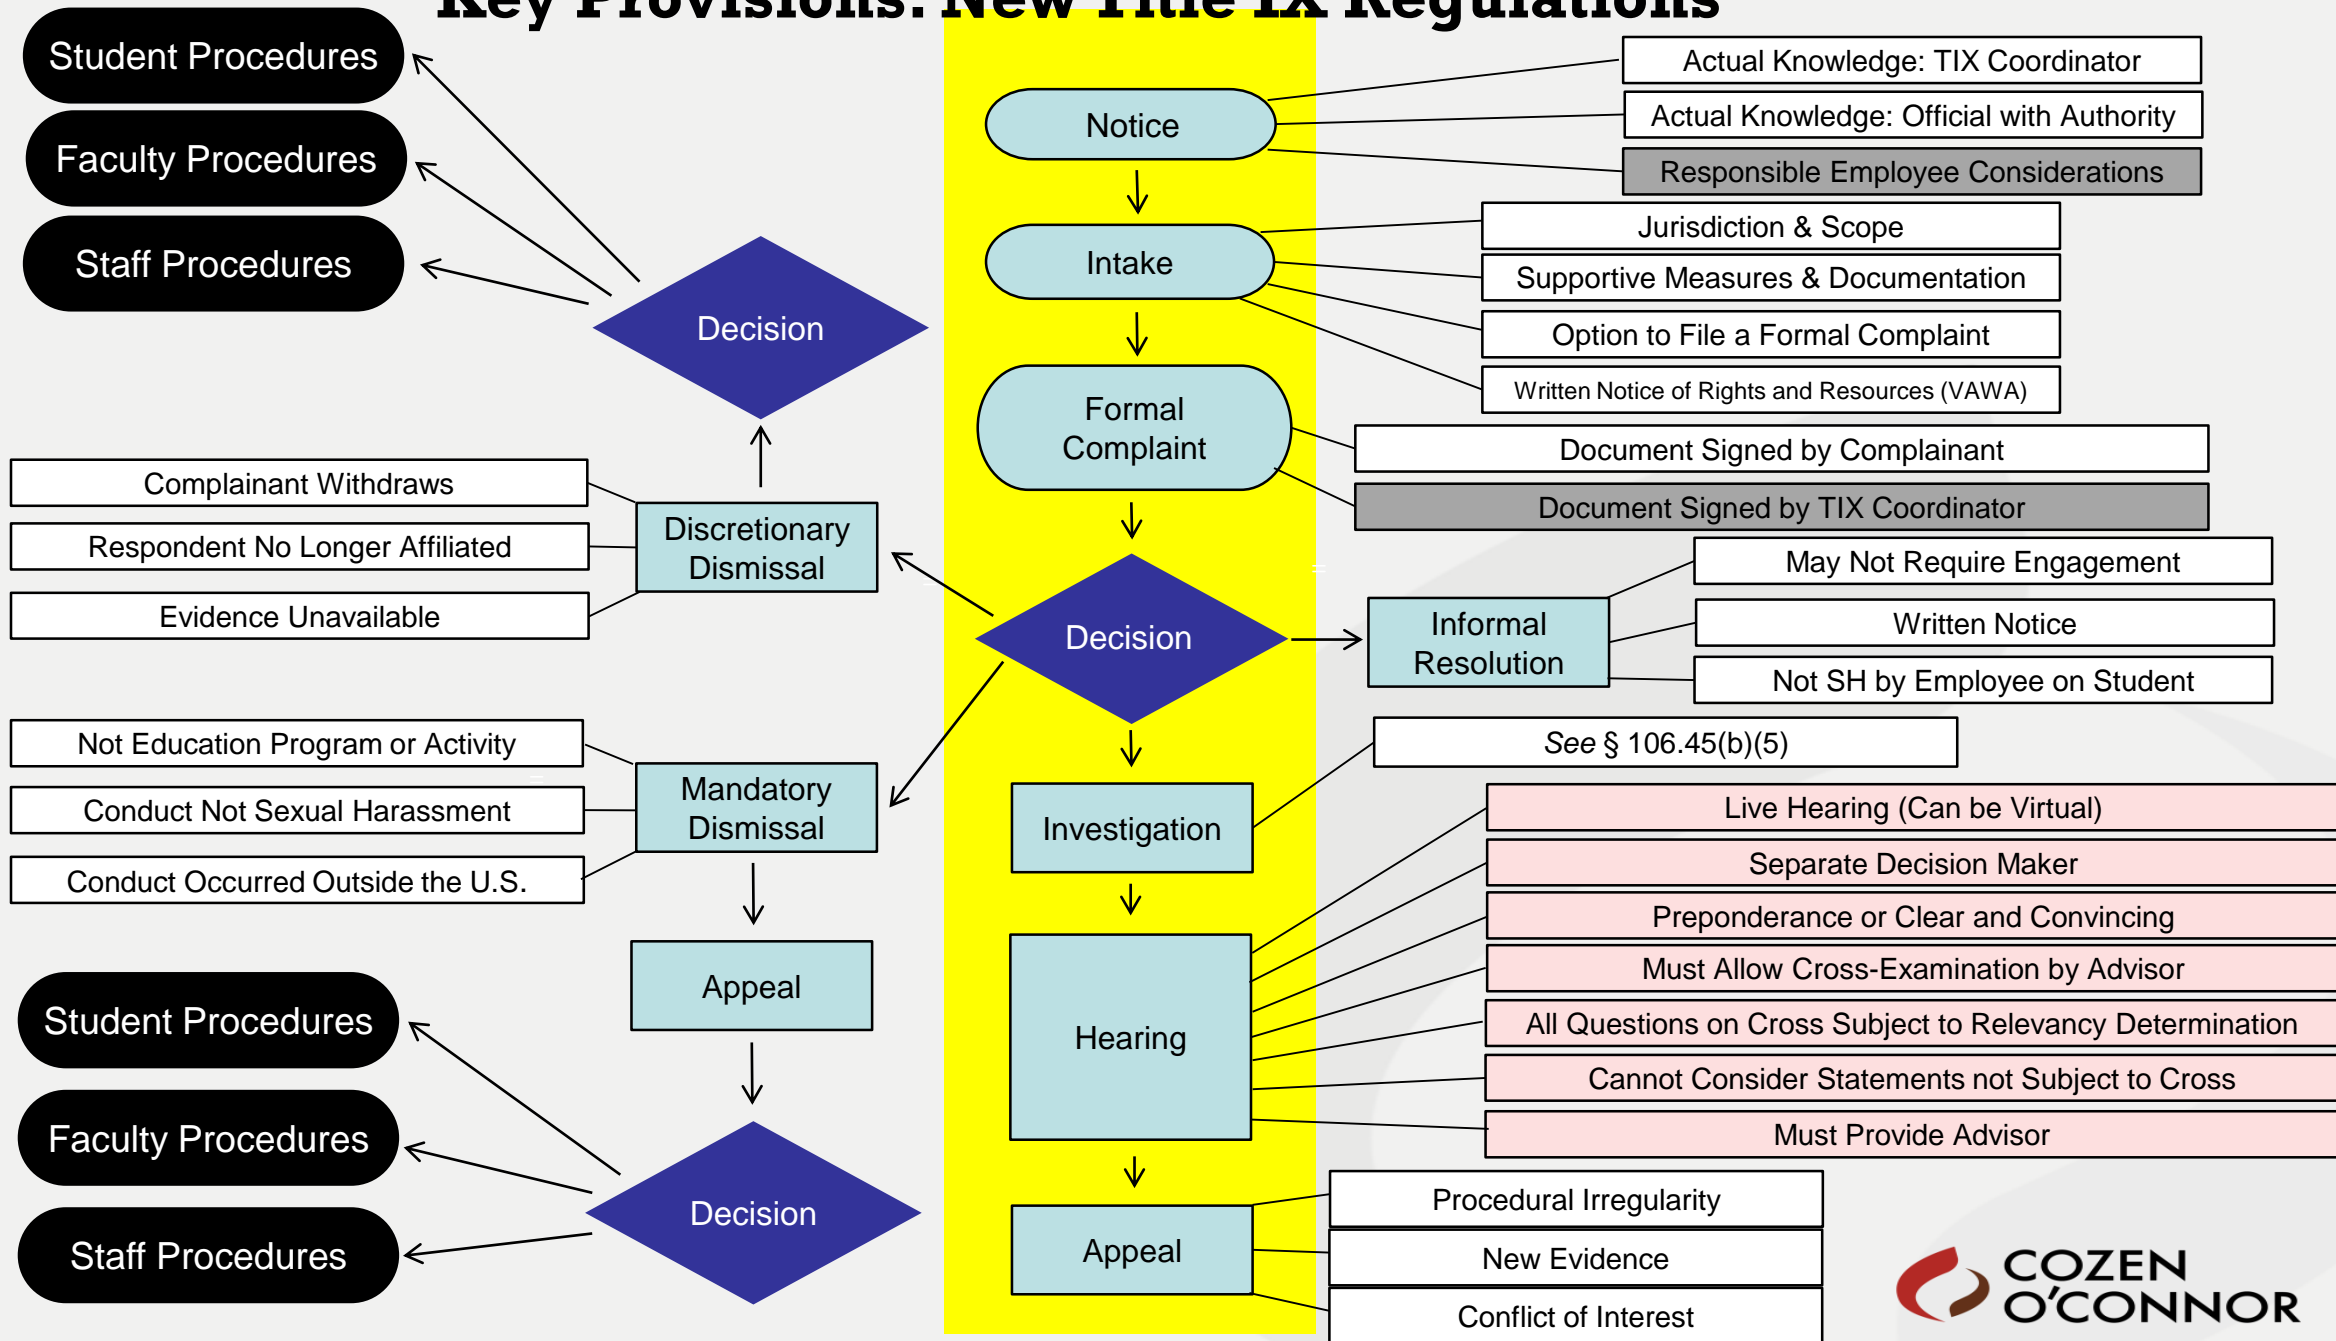 Key Provisions: New Title IX Regulations
Student Procedures
Faculty Procedures
Staff Procedures
Decision
Complainant Withdraws
Respondent No Longer Affiliated
Evidence Unavailable
Discretionary
Dismissal
Not Education Program or Activity
Conduct Not Sexual Harassment
Conduct Occurred Outside the U.S.
=
Mandatory
Dismissal
Appeal
Student Procedures
Faculty Procedures
Staff Procedures
Decision
Notice
Intake
Formal
Complaint
Decision
=
Investigation
Hearing
Appeal
Actual Knowledge: TIX Coordinator
Actual Knowledge: Official with Authority
Responsible Employee Considerations
Jurisdiction & Scope
Supportive Measures & Documentation
Option to File a Formal Complaint
Written Notice of Rights and Resources (VAWA)
Document Signed by Complainant
Document Signed by TIX Coordinator
Informal
Resolution
May Not Require Engagement
Written Notice
Not SH by Employee on Student
See § 106.45(b)(5)
Live Hearing (Can be Virtual)
Separate Decision Maker
Preponderance or Clear and Convincing
Must Allow Cross-Examination by Advisor
All Questions on Cross Subject to Relevancy Determination
Cannot Consider Statements not Subject to Cross
Must Provide Advisor
Procedural Irregularity
New Evidence
Conflict of Interest
COZEN
O'CONNOR